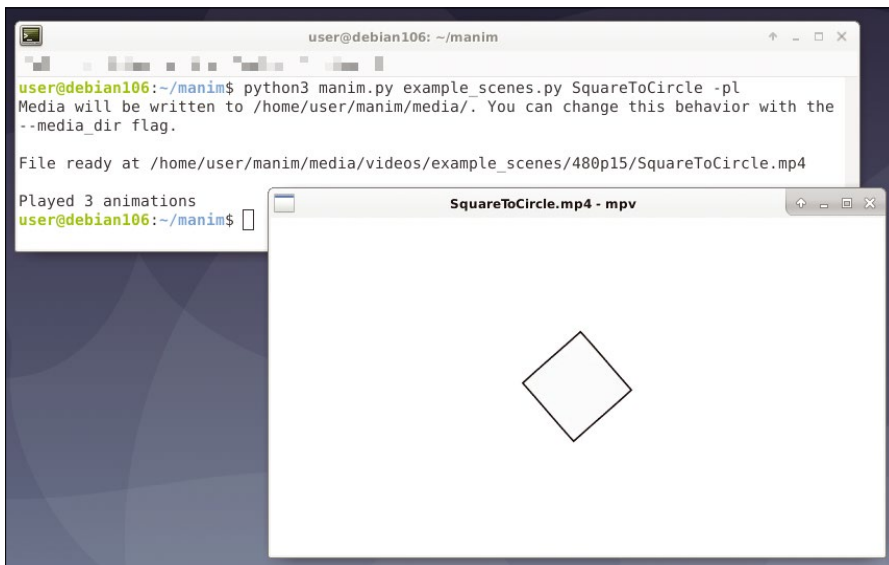 user@debian106: ~/manim
user@debian106:~/manim$ python3 manim.py example_scenes.py SquareToCircle -pl
Media will be written to /home/user/manim/media/. You can change this behavior with the
--media_dir flag.
File ready at /home/user/manim/media/videos/example_scenes/480p15/SquareToCircle.mp4
Played 3 animations
user@debian106:~/manim$
SquareToCircle.mp4 - mpv